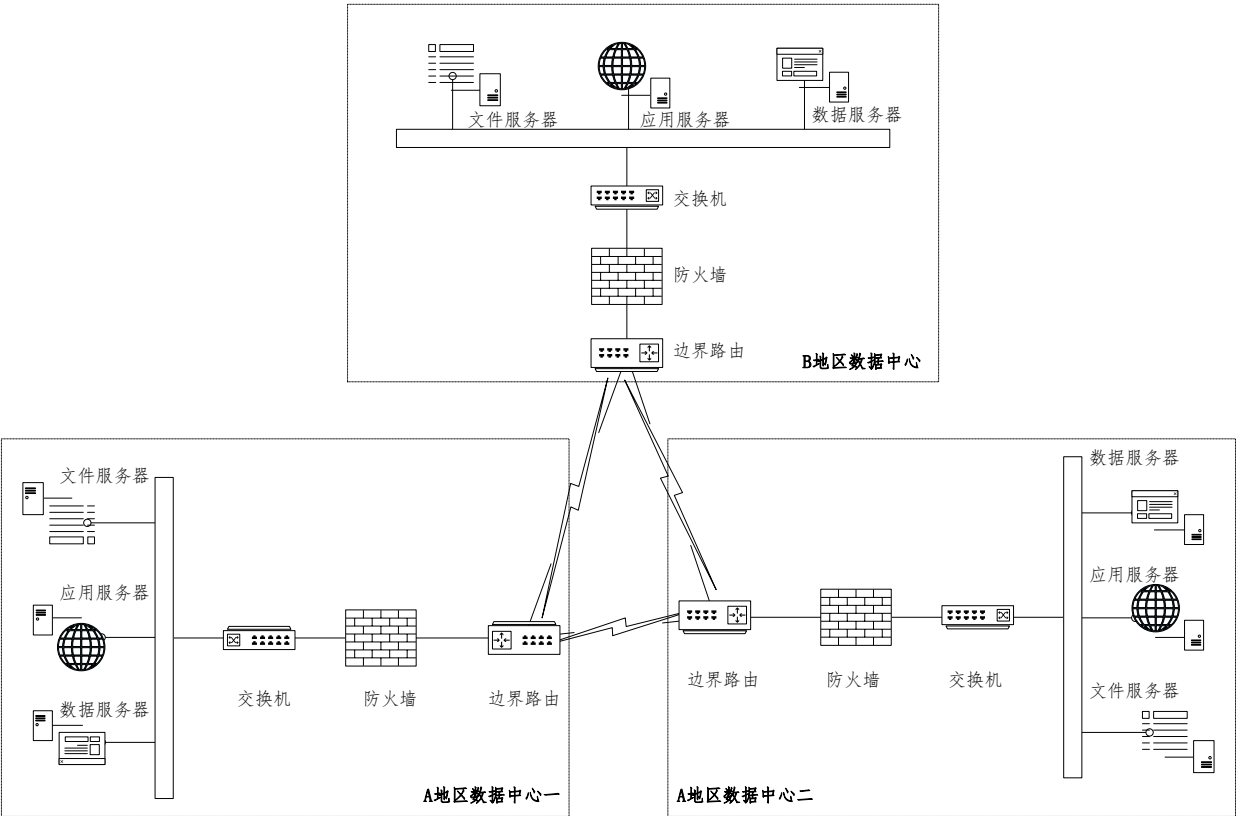 文件服务器
应用服务器
数据服务器
交换机
防火墙
边界路由
B地区数据中心
文件服务器
应用服务器
数据服务器
交换机
防火墙
边界路由
A地区数据中心一
数据服务器
应用服务器
文件服务器
边界路由
防火墙
交换机
A地区数据中心二